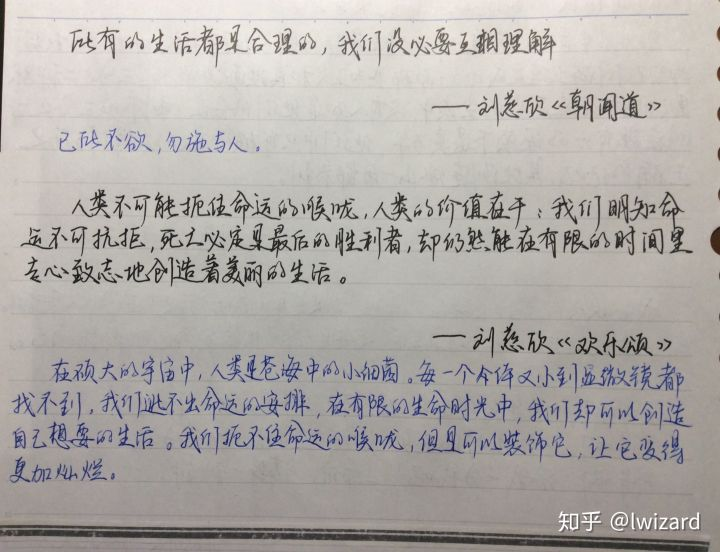 所有的生活都是合理的，我们没必要互相理解
——刘慈欣《朝闻道》
己所不欲，勿施与人。
人类不可能扼住命运的喉咙，人类的价值在于：我们明知命
运不可抗拒，死亡必定是最后的胜利者，却仍然能在有限的时间里
专心致志地创造着美丽的生活。
——刘慈欣《欢乐颂》
在硕大的宇宙中，人类是苍海中的小细菌。每一个个体又小到显微镜都
找不到，我们逃不出命运的安排，在有限的生命时光中，我们却可以创造
自己想要的生活。我们扼不住命运的喉咙，但是可以装饰它，让它变得
更加灿烂。
知乎 @lwizard